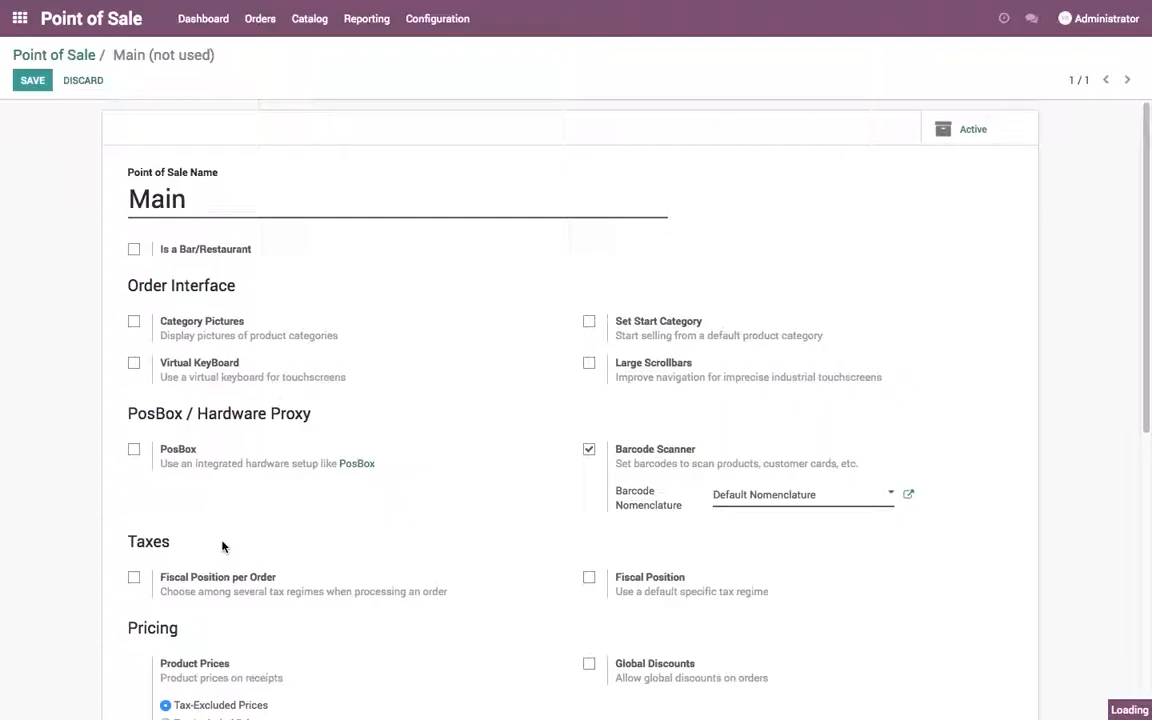 Point of Sale Dashboard Orders Catalog Reporting Configuration Administrator
Point of Sale / Main (not used)
SAVE DISCARD 1 / 1
Active
Point of Sale Name
Main
Is a Bar/Restaurant
Order Interface
Category Pictures
Display pictures of product categories
Set Start Category
Start selling from a default product category
Virtual KeyBoard
Use a virtual keyboard for touchscreens
Large Scrollbars
Improve navigation for imprecise industrial touchscreens
PosBox / Hardware Proxy
PosBox
Use an integrated hardware setup like PosBox
Barcode Scanner
Set barcodes to scan products, customer cards, etc.
Barcode
Nomenclature
Default Nomenclature
Taxes
Fiscal Position per Order
Choose among several tax regimes when processing an order
Fiscal Position
Use a default specific tax regime
Pricing
Product Prices
Product prices on receipts
Global Discounts
Allow global discounts on orders
Tax-Excluded Prices
Loading